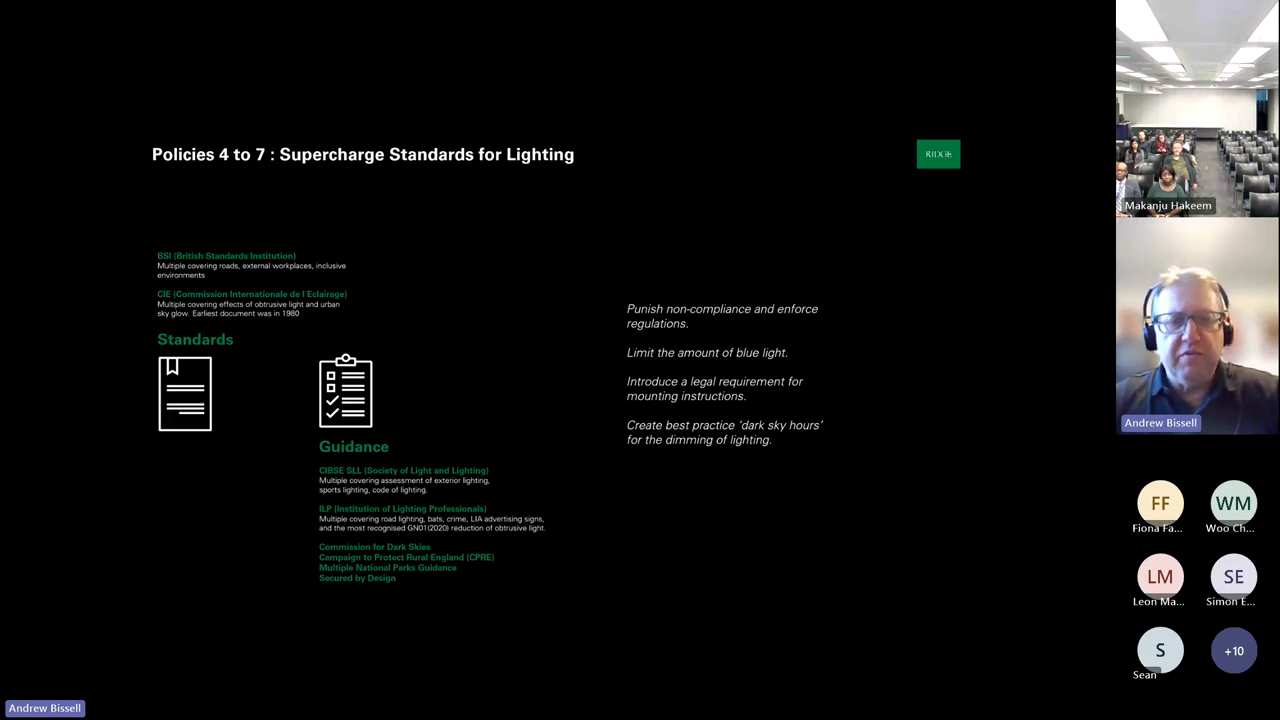 Policies 4 to 7 : Supercharge Standards for Lighting
RIDGE
BSI (British Standards Institution)
Multiple covering roads, external workplaces, inclusive
environments
CIE (Commission Internationale de l'Eclairage)
Multiple covering effects of obtrusive light and urban
sky glow. Earliest document was in 1980
Standards
Guidance
CIBSE SLL (Society of Light and Lighting)
Multiple covering assessment of exterior lighting,
sports lighting, code of lighting.
ILP (Institution of Lighting Professionals)
Multiple covering road lighting, bats, crime, LIA advertising signs,
and the most recognised GN01(2020) reduction of obtrusive light.
Commission for Dark Skies
Campaign to Protect Rural England (CPRE)
Multiple National Parks Guidance
Secured by Design
Punish non-compliance and enforce
regulations.
Limit the amount of blue light.
Introduce a legal requirement for
mounting instructions.
Create best practice 'dark sky hours'
for the dimming of lighting.
Makanju Hakeem
Andrew Bissell
FF
Fiona Fa...
WM
Woo Ch...
LM
Leon Ma...
SE
Simon E...
S
Sean
+10
Andrew Bissell